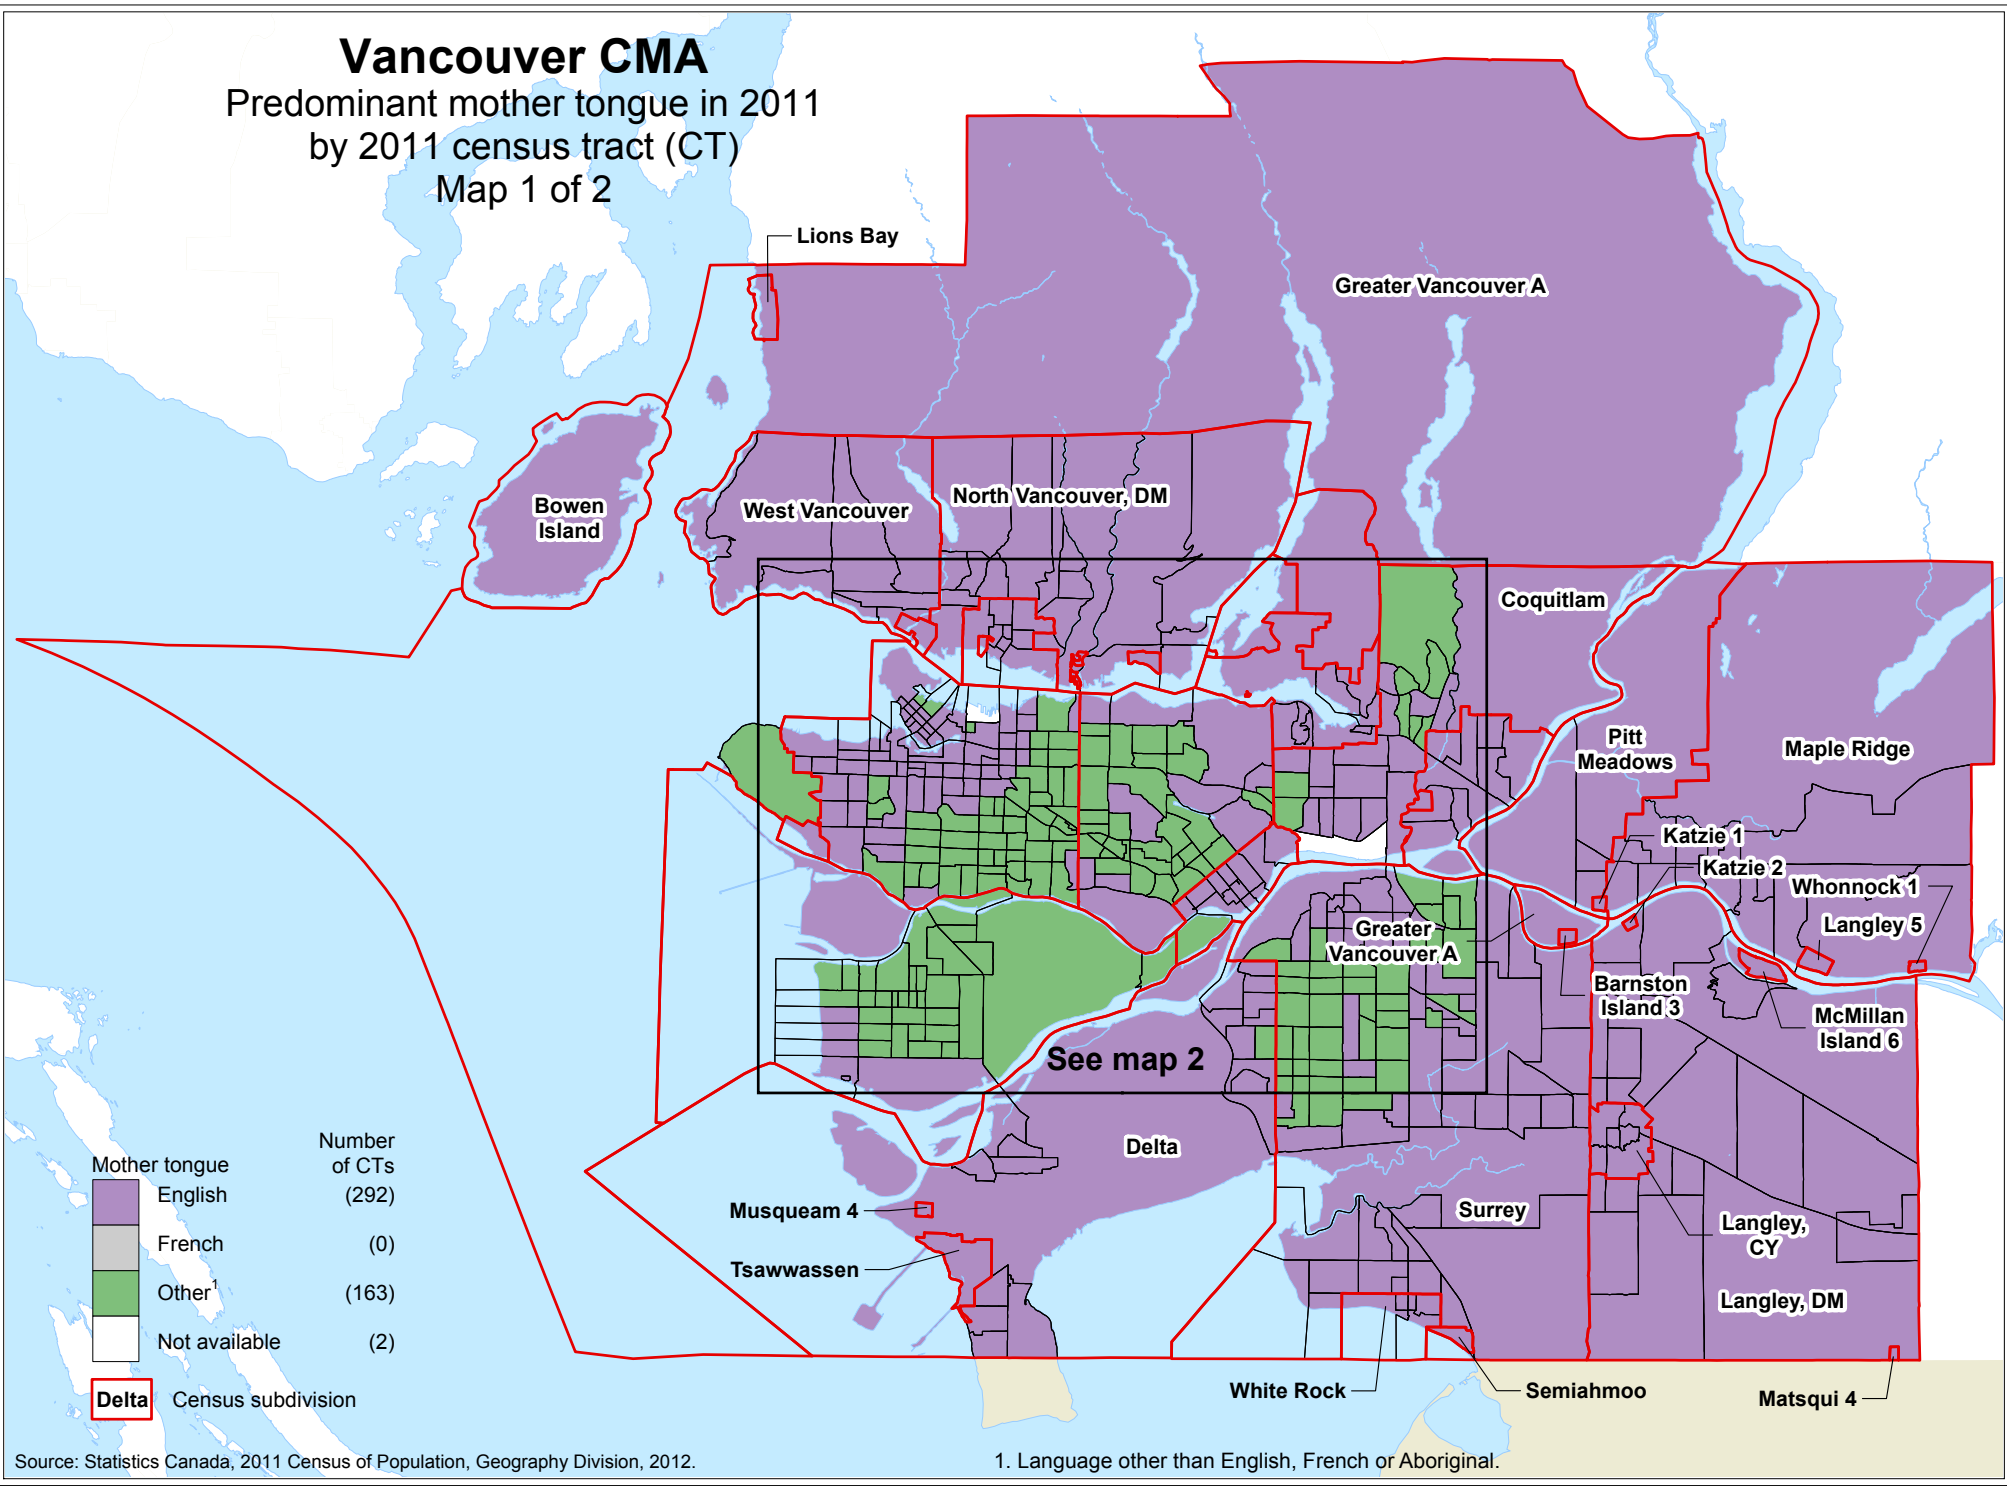 Vancouver CMA
Predominant mother tongue in 2011
by 2011 census tract (CT)
Map 1 of 2
Lions Bay
Greater Vancouver A
Bowen
Island
West Vancouver
North Vancouver, DM
Coquitlam
Pitt
Meadows
Maple Ridge
Katzie 1
Katzie 2
Whonnock 1
Langley 5
Greater
Vancouver A
Barnston
Island 3
McMillan
Island 6
See map 2
Delta
Musqueam 4
Tsawwassen
Surrey
Langley,
CY
Langley, DM
White Rock
Semiahmoo
Matsqui 4
Mother tongue
Number
of CTs
English (292)
French (0)
Other1 (163)
Not available (2)
Delta Census subdivision
Source: Statistics Canada, 2011 Census of Population, Geography Division, 2012.
1. Language other than English, French or Aboriginal.